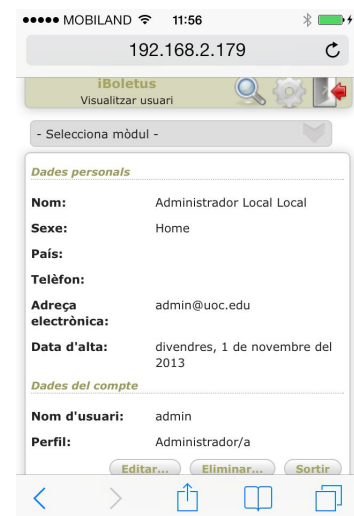 MOBILAND 11:56
192.168.2.179
iBoletus
Visualitzar usuari
- Selecciona mòdul -
Dades personals
Nom: Administrador Local Local
Sexe: Home
País:
Telèfon:
Adreça admin@uoc.edu
electrònica:
Data d'alta: divendres, 1 de novembre del
2013
Dades del compte
Nom d'usuari: admin
Perfil: Administrador/a
Editar... Eliminar... Sortir